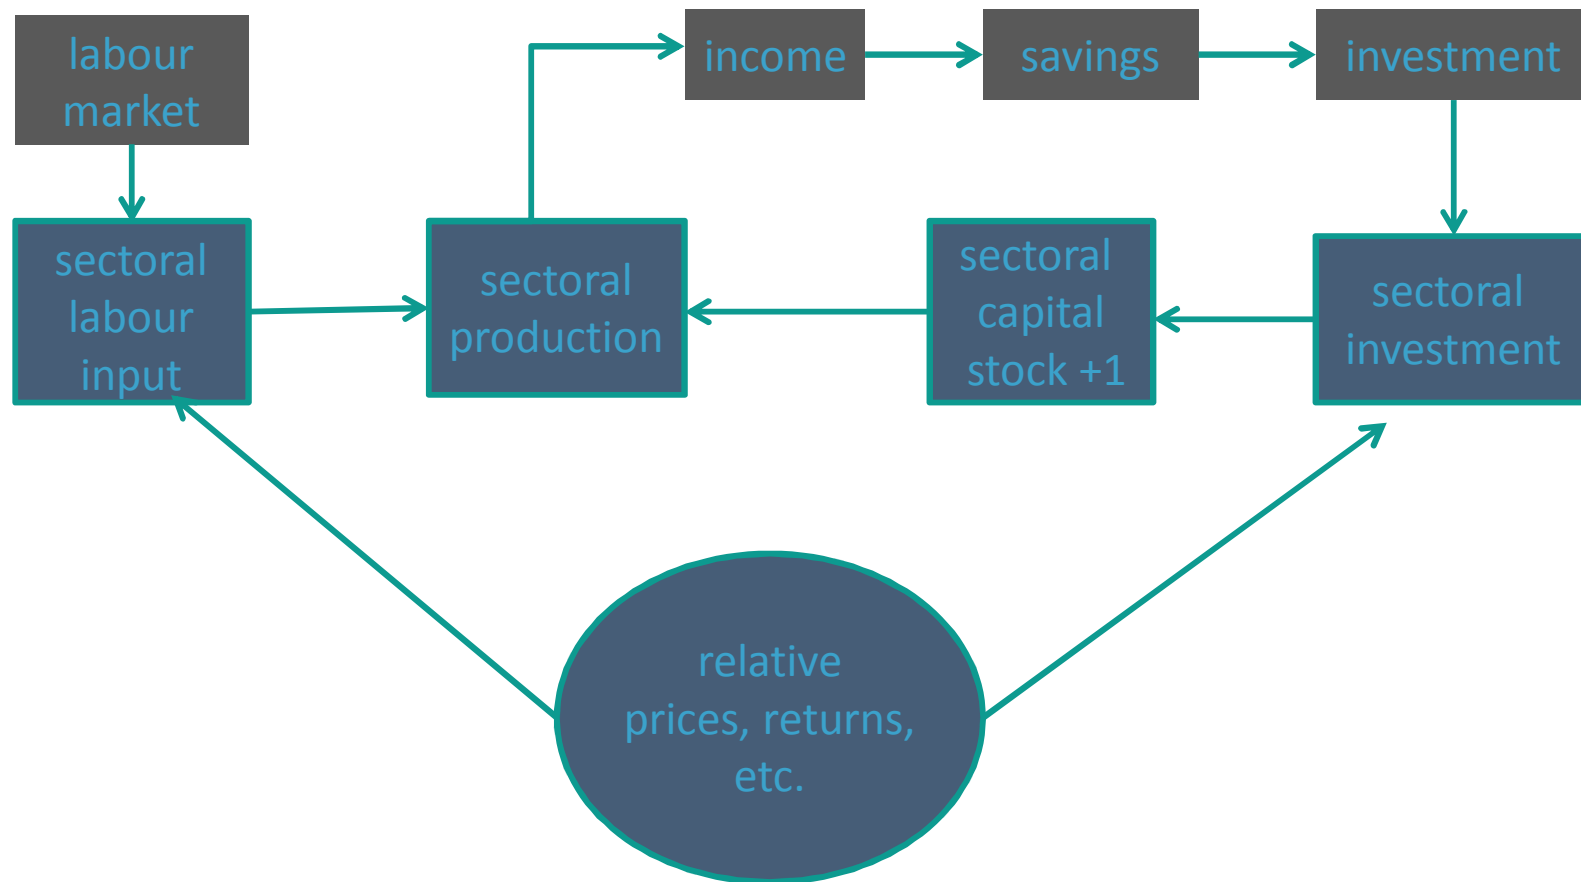 labour
market
income
savings
investment
sectoral
labour
input
sectoral
production
sectoral
capital
stock +1
sectoral
investment
relative
prices, returns,
etc.